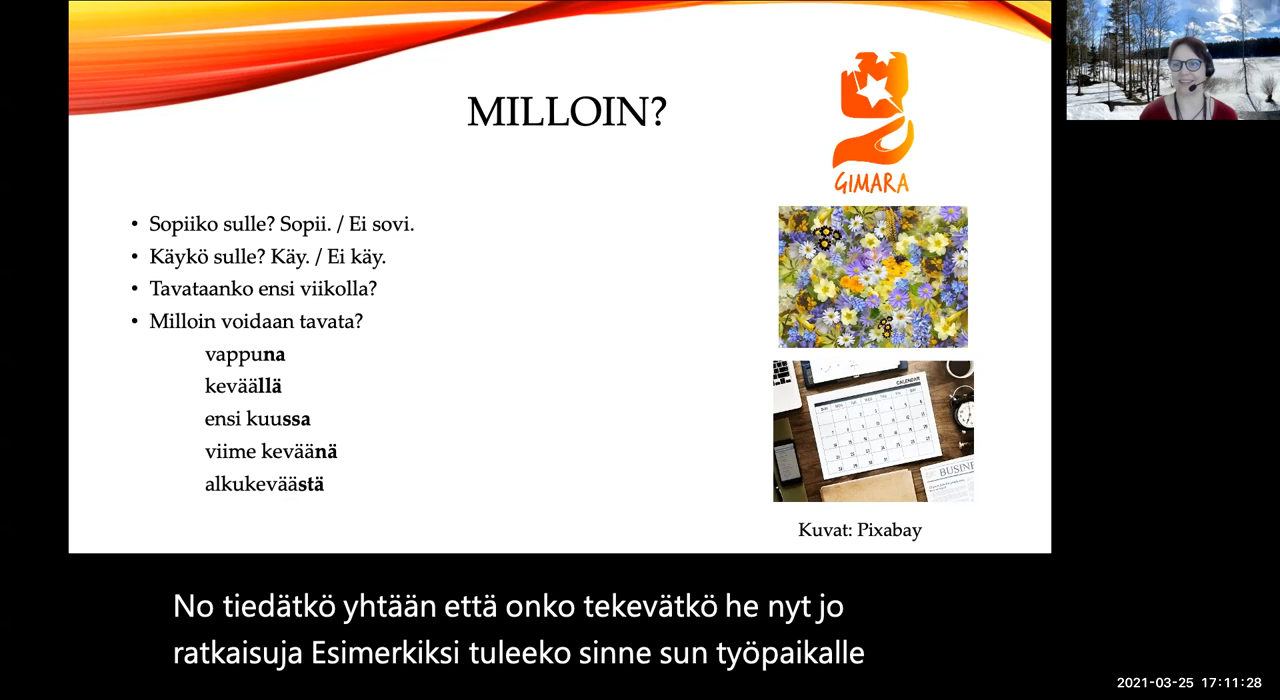 MILLOIN?
GIMARA
• Sopiiko sulle? Sopii. / Ei sovi.
• Käykö sulle? Käy. / Ei käy.
• Tavataanko ensi viikolla?
• Milloin voidaan tavata?
vappuna
keväällä
ensi kuussa
viime keväänä
alkukeväästä
CALENDAR
BUSINE
Kuvat: Pixabay
No tiedätkö yhtään että onko tekevätkö he nyt jo
ratkaisuja Esimerkiksi tuleeko sinne sun työpaikalle
2021-03-25 17:11:28